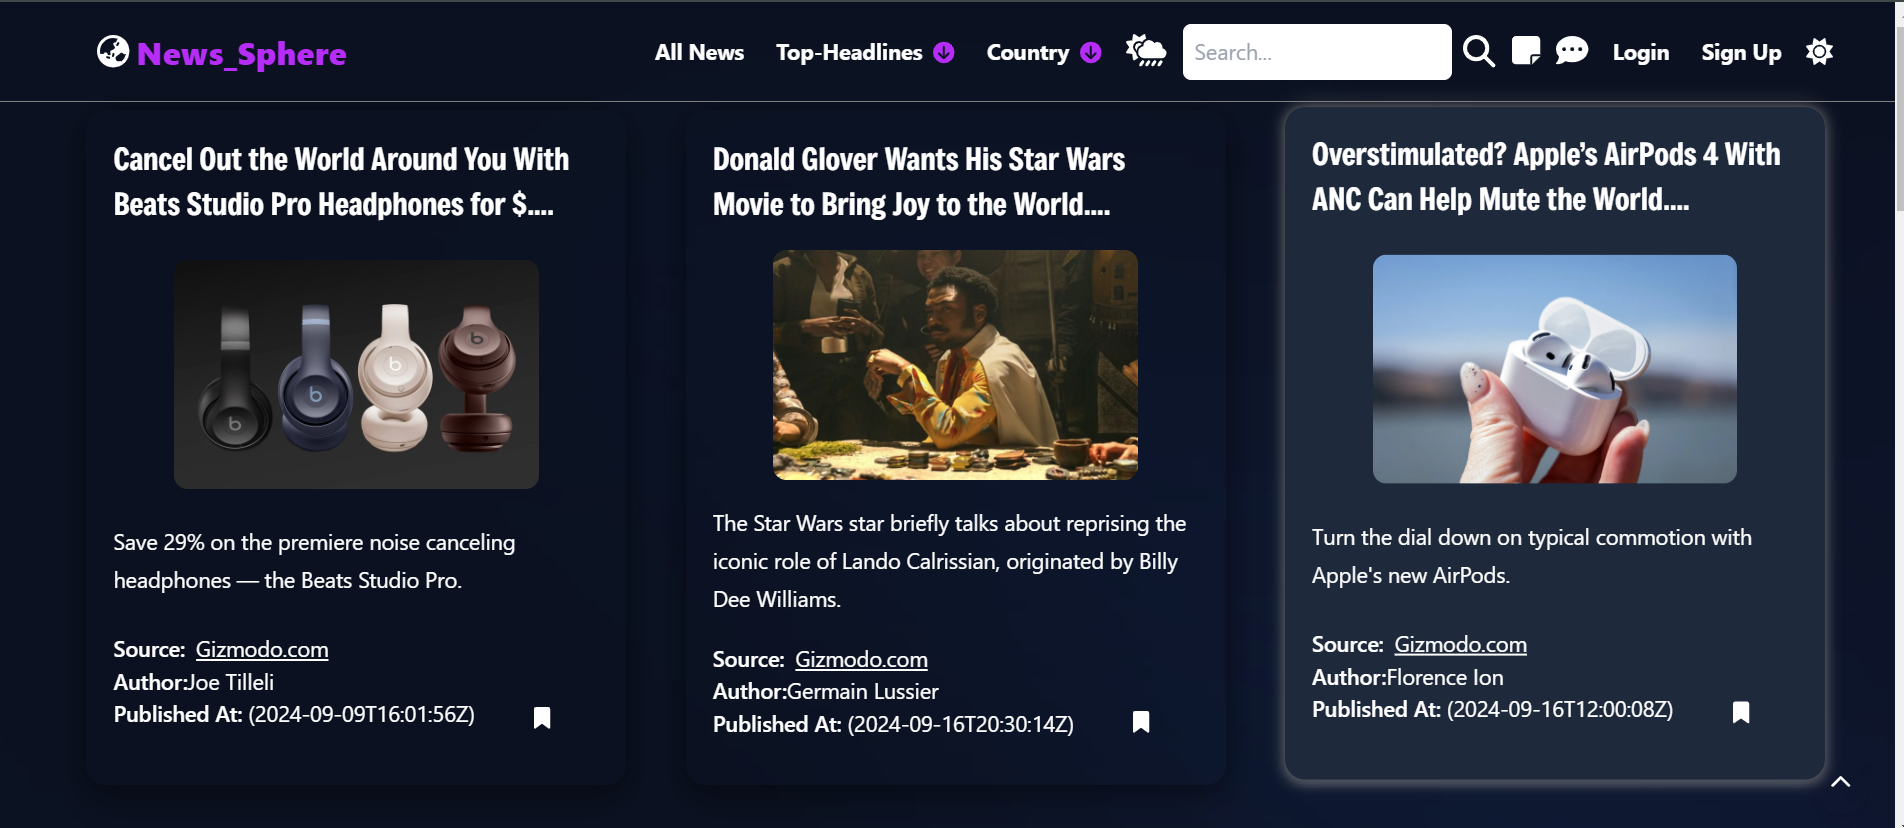 News_Sphere
All News Top-Headlines Country Search... Login Sign Up
Cancel Out the World Around You With
Beats Studio Pro Headphones for $....
Save 29% on the premiere noise canceling
headphones — the Beats Studio Pro.
Source: Gizmodo.com
Author:Joe Tilleli
Published At: (2024-09-09T16:01:56Z)
Donald Glover Wants His Star Wars
Movie to Bring Joy to the World....
The Star Wars star briefly talks about reprising the
iconic role of Lando Calrissian, originated by Billy
Dee Williams.
Source: Gizmodo.com
Author:Germain Lussier
Published At: (2024-09-16T20:30:14Z)
Overstimulated? Apple’s AirPods 4 With
ANC Can Help Mute the World....
Turn the dial down on typical commotion with
Apple's new AirPods.
Source: Gizmodo.com
Author:Florence Ion
Published At: (2024-09-16T12:00:08Z)